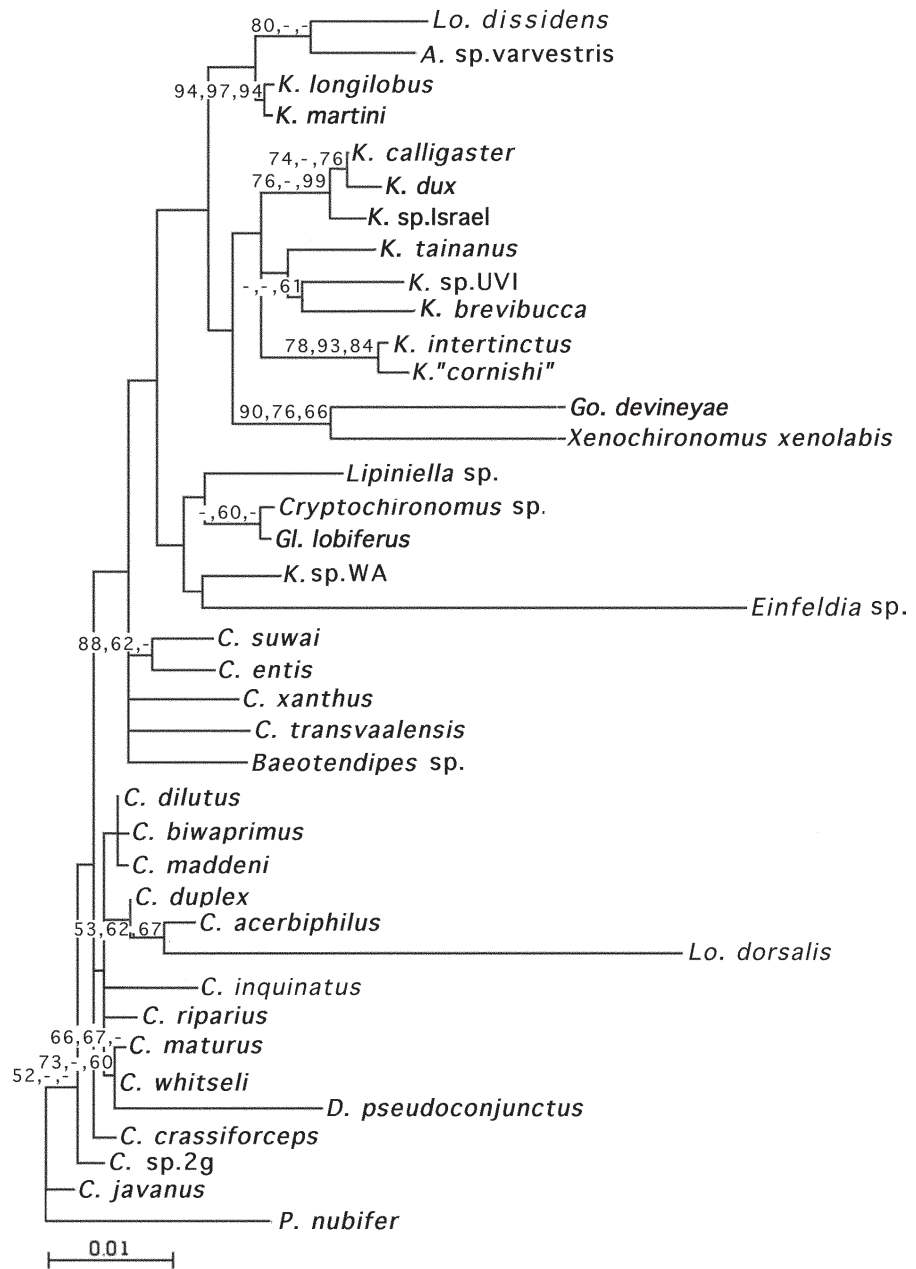 80,-,-
Lo. dissidens
A. sp.varvestris
94,97,94
K. longilobus
K. martini
74,-,76
K. calligaster
76,-,99
K. dux
K. sp.Israel
K. tainanus
-,-,61
K. sp.UVI
K. brevibucca
78,93,84
K. intertinctus
K."cornishi"
90,76,66
Go. devineyae
Xenochironomus xenolabis
Lipiniella sp.
-,60,-
Cryptochironomus sp.
Gl. lobiferus
K. sp.WA
Einfeldia sp.
88,62,-
C. suwai
C. entis
C. xanthus
C. transvaalensis
Baeotendipes sp.
C. dilutus
C. biwaprimus
C. maddeni
C. duplex
53,62,67
C. acerbiphilus
Lo. dorsalis
C. inquinatus
C. riparius
66,67,-
C. maturus
73,-,60
52,-,-
C. whitseli
D. pseudoconjunctus
C. crassiforceps
C. sp.2g
C. javanus
P. nubifer
0.01